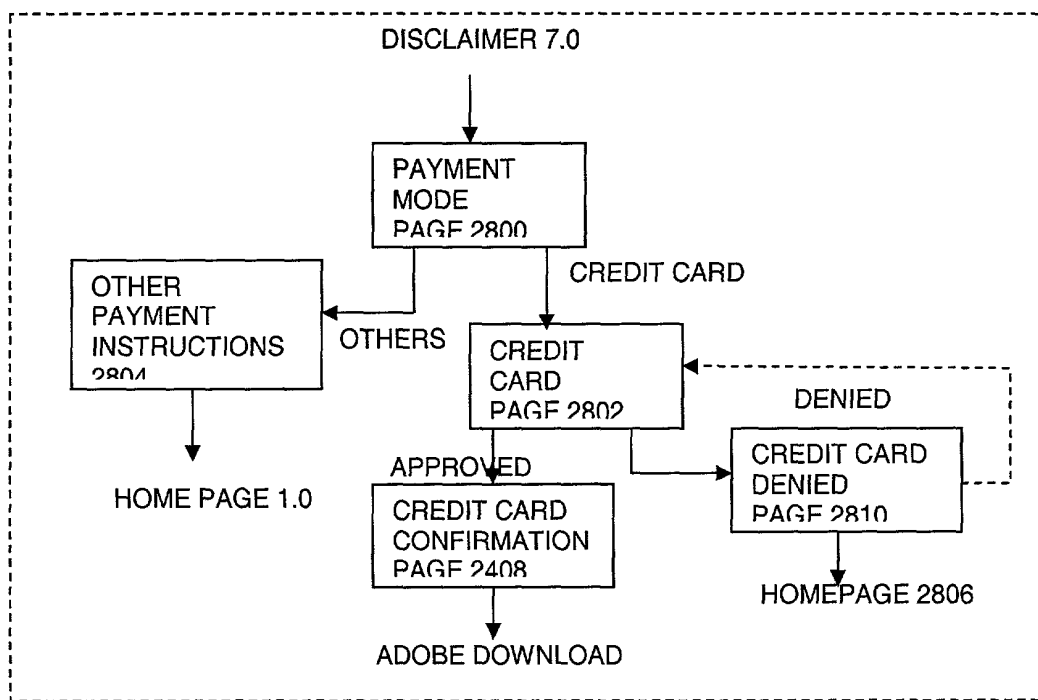 DISCLAIMER 7.0
PAYMENT
MODE
PAGE 2800
CREDIT CARD
OTHERS
OTHER
PAYMENT
INSTRUCTIONS
2804
HOME PAGE 1.0
CREDIT
CARD
PAGE 2802
DENIED
APPROVED
CREDIT CARD
CONFIRMATION
PAGE 2408
CREDIT CARD
DENIED
PAGE 2810
HOMEPAGE 2806
ADOBE DOWNLOAD